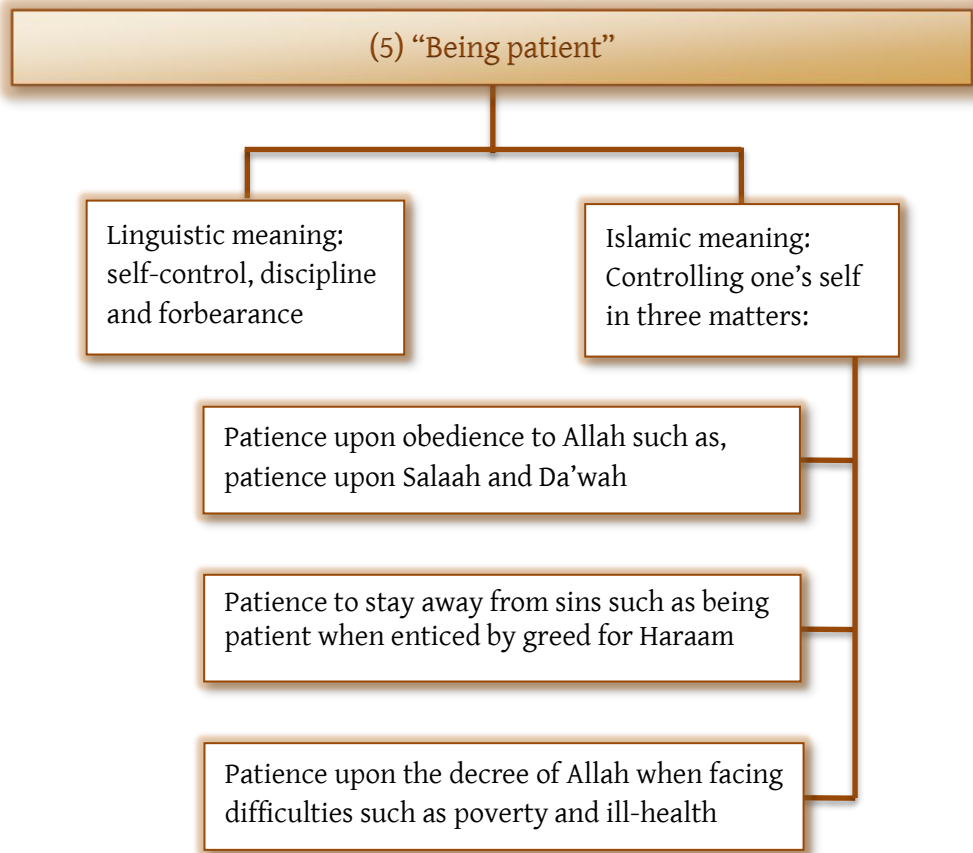 (5) “Being patient”
Linguistic meaning:
self-control, discipline
and forbearance
Islamic meaning:
Controlling one’s self
in three matters:
Patience upon obedience to Allah such as,
patience upon Salaah and Da’wah
Patience to stay away from sins such as being
patient when enticed by greed for Haraam
Patience upon the decree of Allah when facing
difficulties such as poverty and ill-health